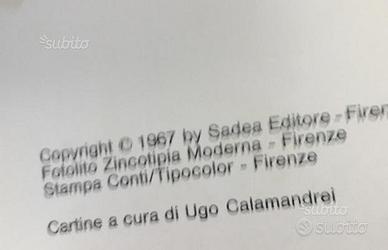 subito
Copyright © 1967 by Sadea Editore - Firen
Fotolito Zincotipia Moderna - Firenze
Stampa Conti/Tipocolor - Firenze
Cartine a cura di Ugo Calamandrei
subito